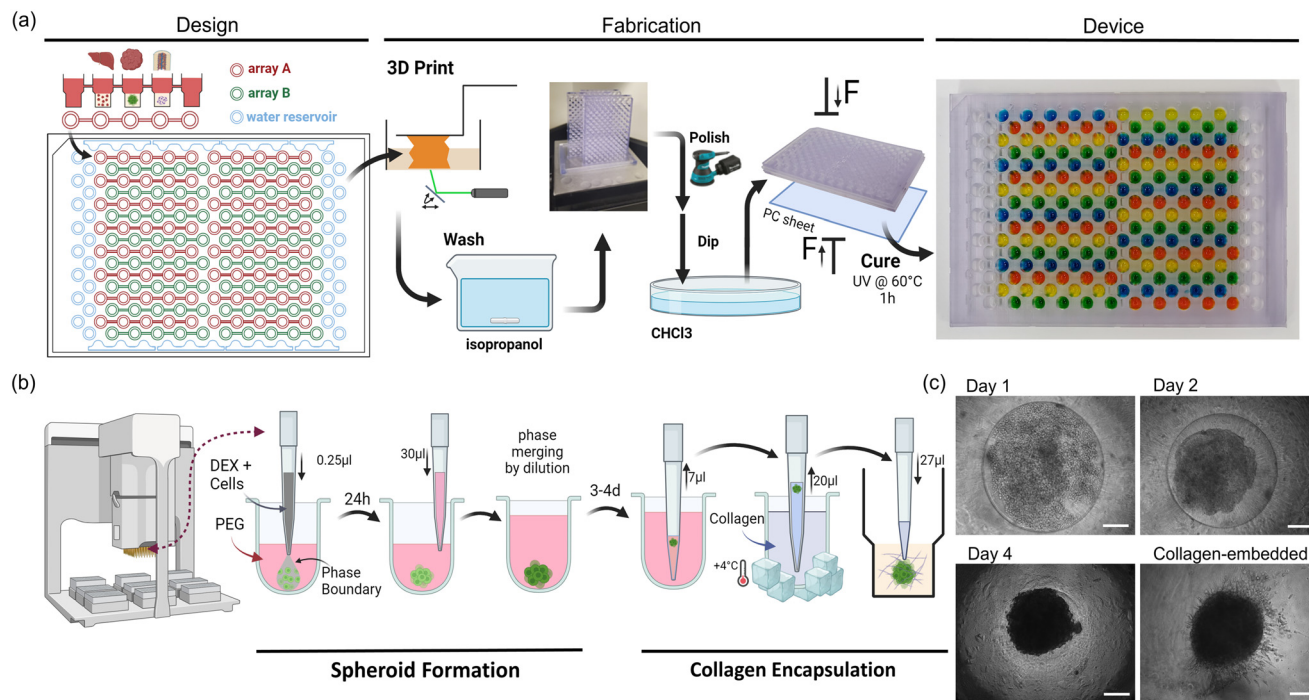 (a)
Design
Fabrication
Device
array A
array B
water reservoir
3D Print
Wash
isopropanol
Polish
Dip
CHCl3
F
PC sheet
F
Cure
UV @ 60°C
1h
(b)
DEX +
Cells
0.25µl
PEG
Phase
Boundary
24h
30µl
phase
merging
by dilution
3-4d
7µl
Collagen
+4°C
20µl
27µl
Spheroid Formation
Collagen Encapsulation
(c)
Day 1
Day 2
Day 4
Collagen-embedded